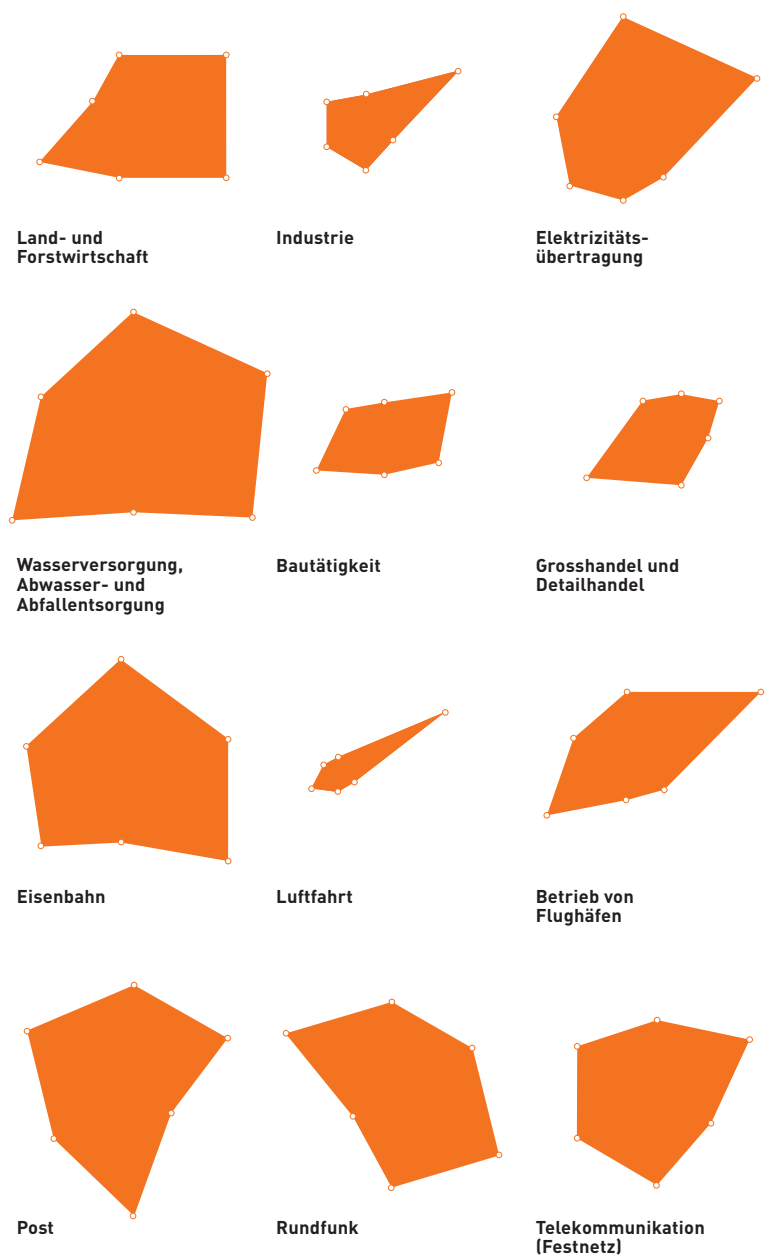 Land- und
Forstwirtschaft
Industrie
Elektrizitäts-
übertragung
Wasserversorgung,
Abwasser- und
Abfallentsorgung
Bautätigkeit
Grosshandel und
Detailhandel
Eisenbahn
Luftfahrt
Betrieb von
Flughäfen
Post
Rundfunk
Telekommunikation
(Festnetz)